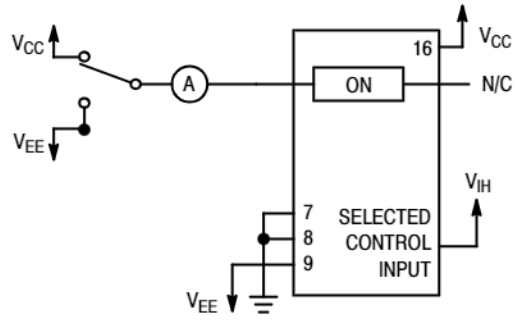 VCC
VEE
A
16
VCC
ON
N/C
VIH
7
8
9
SELECTED
CONTROL
INPUT
VEE